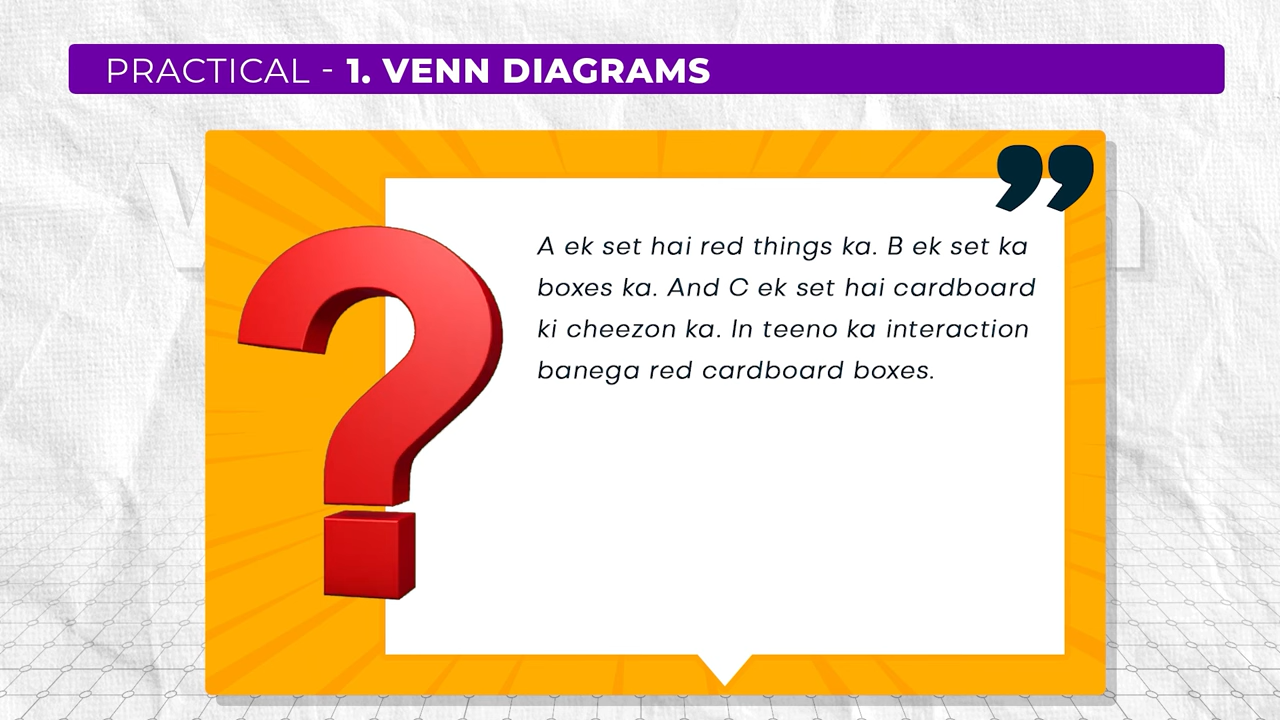 PRACTICAL - 1. VENN DIAGRAMS
A ek set hai red things ka. B ek set ka
boxes ka. And C ek set hai cardboard
ki cheezon ka. In teeno ka interaction
banega red cardboard boxes.